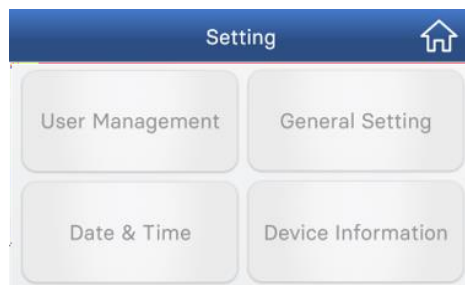 Setting
User Management
General Setting
Date & Time
Device Information